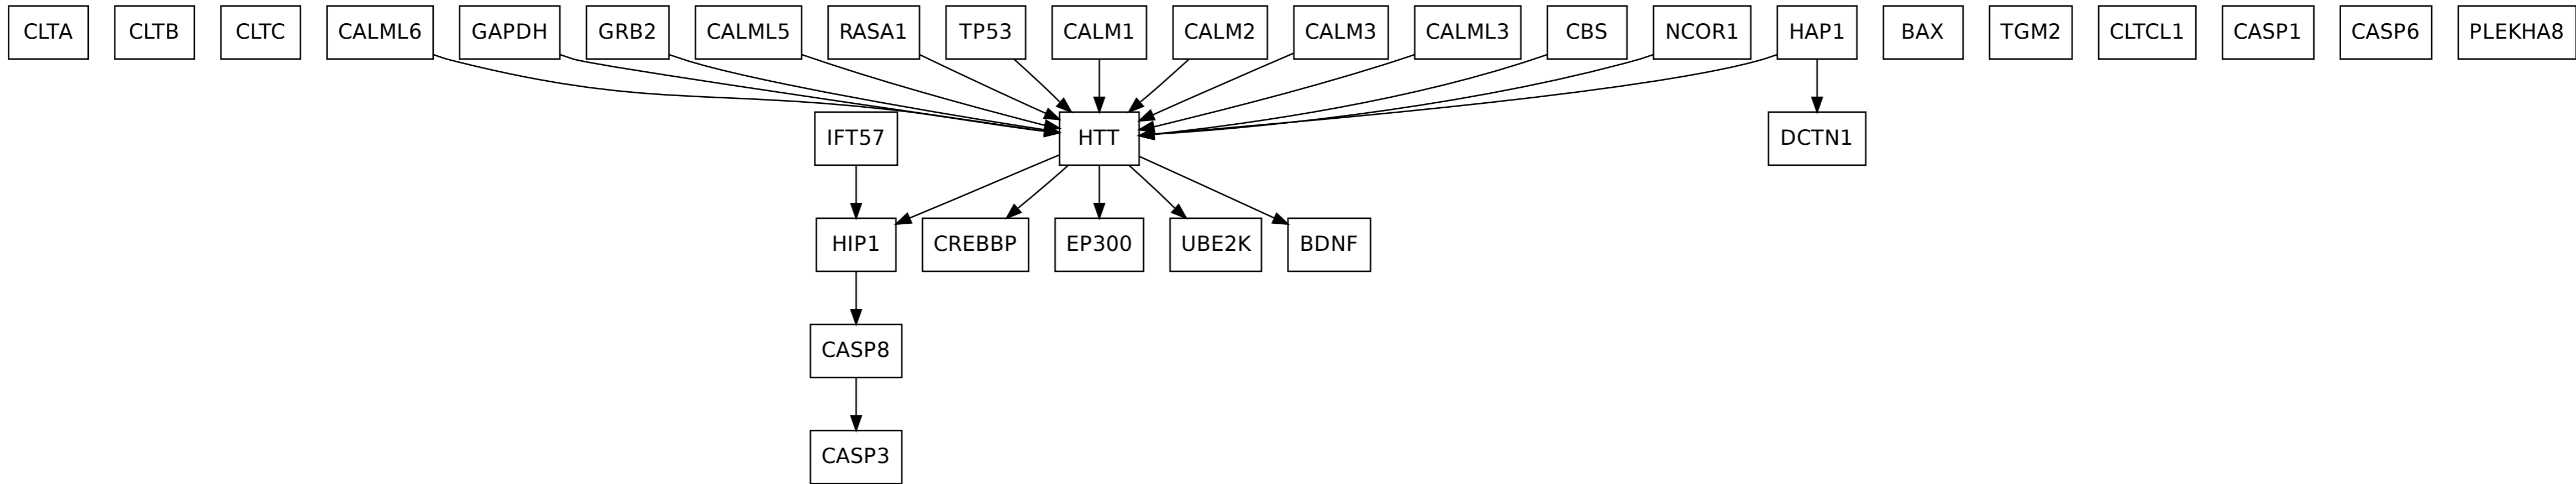 CLTA
CLTB
CLTC
CALML6
GAPDH
GRB2
CALML5
RASA1
TP53
CALM1
CALM2
CALM3
CALML3
CBS
NCOR1
HAP1
BAX
TGM2
CLTCL1
CASP1
CASP6
PLEKHA8
IFT57
HTT
DCTN1
HIP1
CREBBP
EP300
UBE2K
BDNF
CASP8
CASP3